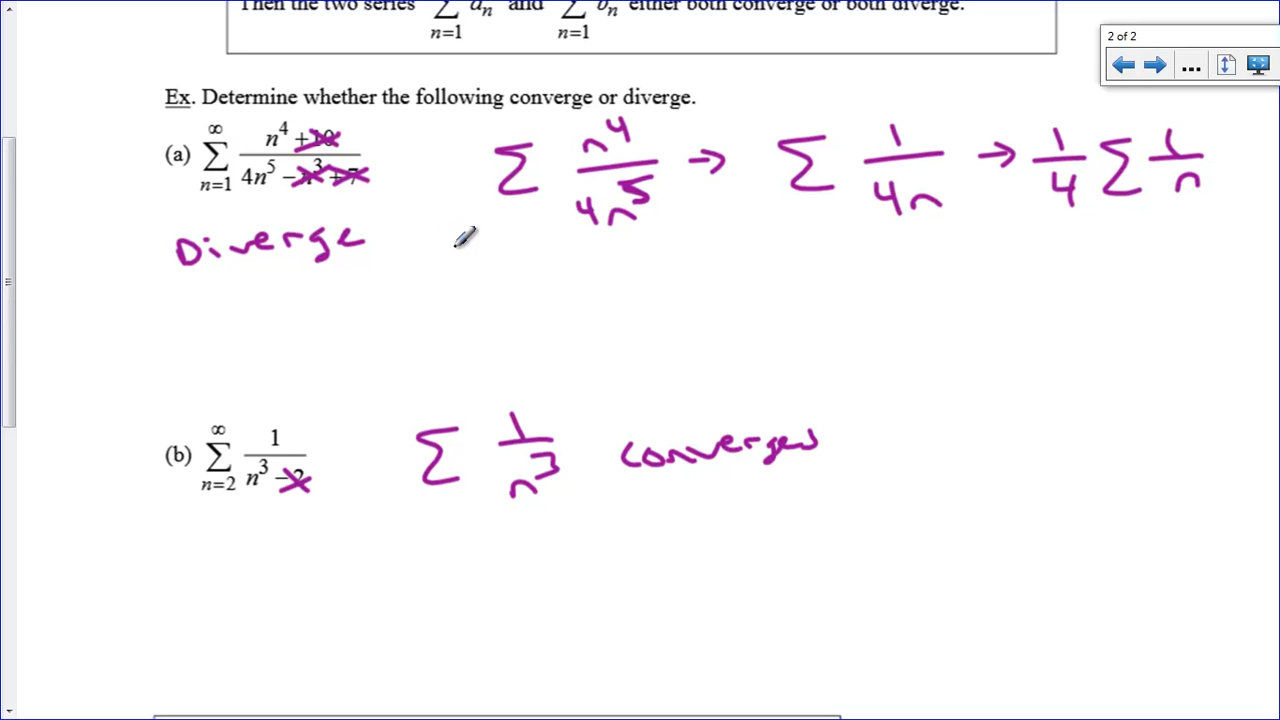 Then the two series ∑ n=1 aₙ and ∑ n=1 bₙ either both converge or both diverge.
2 of 2
Ex. Determine whether the following converge or diverge.
(a) ∞ ∑ n=1 (n⁴ + 10)/(4n⁵ − n³ + 7) ∑ n⁴/4n⁵ → ∑ 1/4n → 1/4 ∑ 1/n
Diverge
(b) ∞ ∑ n=2 1/(n³ − 2) ∑ 1/n³ converges